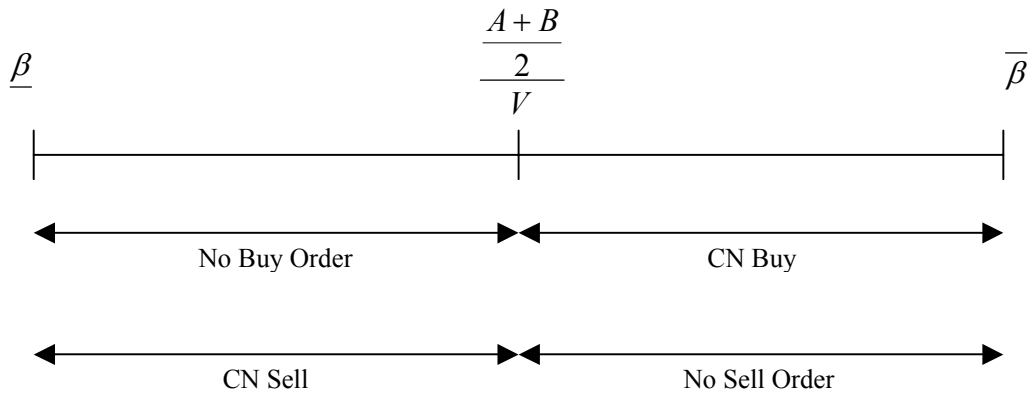 A + B
β 2 β
V
No Buy Order CN Buy
CN Sell No Sell Order